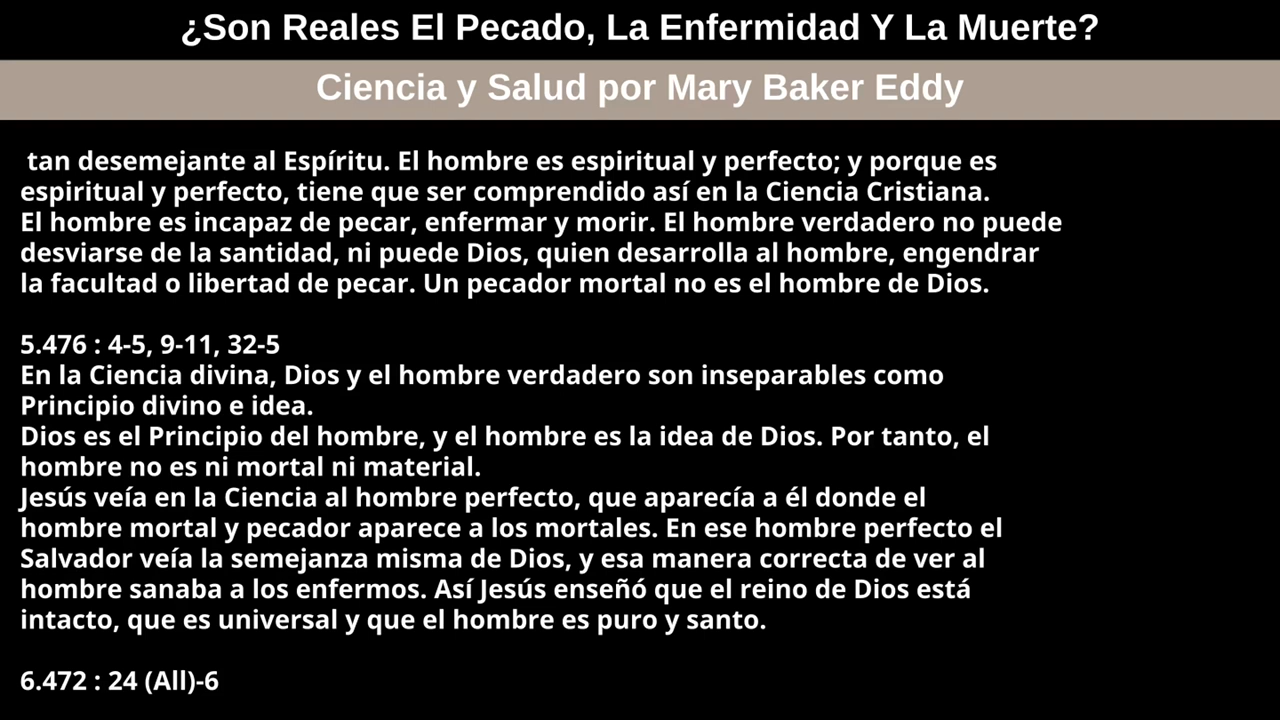 ¿Son Reales El Pecado, La Enfermidad Y La Muerte?
Ciencia y Salud por Mary Baker Eddy
tan desemejante al Espíritu. El hombre es espiritual y perfecto; y porque es
espiritual y perfecto, tiene que ser comprendido así en la Ciencia Cristiana.
El hombre es incapaz de pecar, enfermar y morir. El hombre verdadero no puede
desviarse de la santidad, ni puede Dios, quien desarrolla al hombre, engendrar
la facultad o libertad de pecar. Un pecador mortal no es el hombre de Dios.
5.476 : 4-5, 9-11, 32-5
En la Ciencia divina, Dios y el hombre verdadero son inseparables como
Principio divino e idea.
Dios es el Principio del hombre, y el hombre es la idea de Dios. Por tanto, el
hombre no es ni mortal ni material.
Jesús veía en la Ciencia al hombre perfecto, que aparecía a él donde el
hombre mortal y pecador aparece a los mortales. En ese hombre perfecto el
Salvador veía la semejanza misma de Dios, y esa manera correcta de ver al
hombre sanaba a los enfermos. Así Jesús enseñó que el reino de Dios está
intacto, que es universal y que el hombre es puro y santo.
6.472 : 24 (All)-6